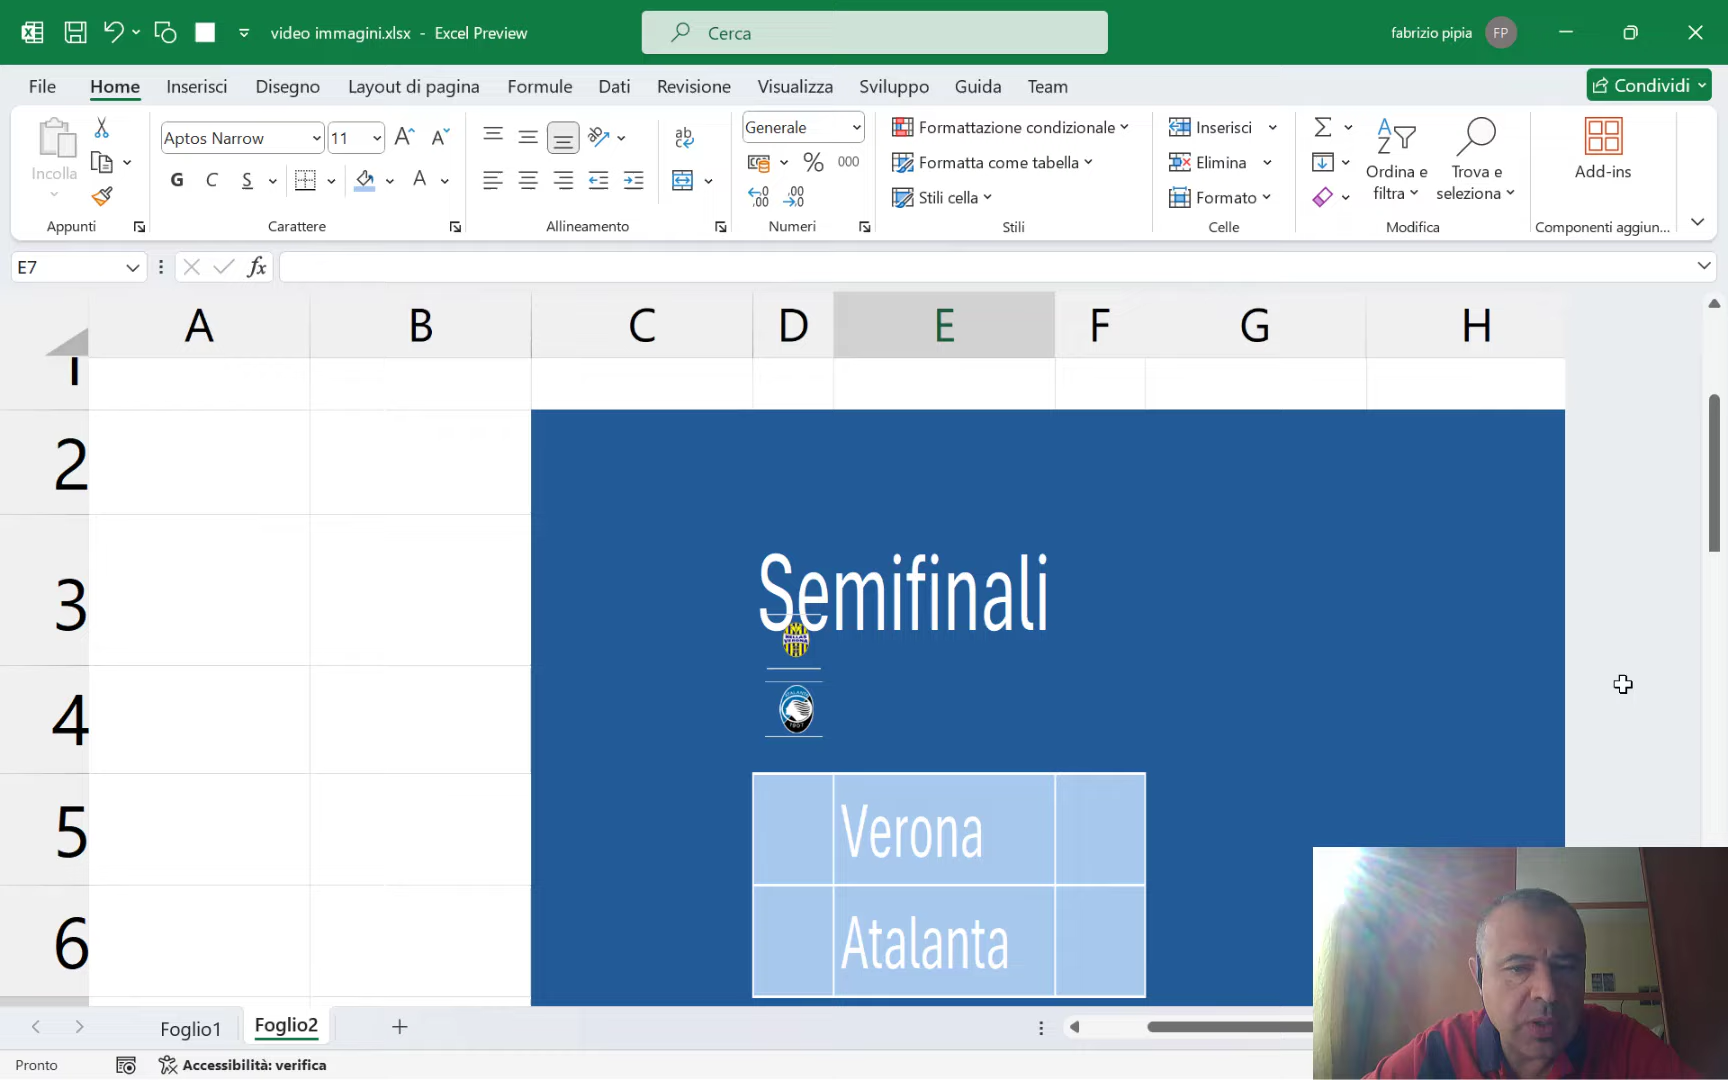 video immagini.xlsx - Excel Preview
Cerca
fabrizio pipia FP
File Home Inserisci Disegno Layout di pagina Formule Dati Revisione Visualizza Sviluppo Guida Team
Condividi
Incolla
Appunti
Aptos Narrow 11
G C S
Carattere
ab
Allineamento
Generale
% 000
Numeri
Formattazione condizionale
Formatta come tabella
Stili cella
Stili
Inserisci
Elimina
Formato
Celle
Ordina e filtra
Trova e seleziona
Modifica
Add-ins
Componenti aggiun...
E7
fx
A B C D E F G H
1
2
3 Semifinali
4
5 Verona
6 Atalanta
Foglio1 Foglio2
Pronto
Accessibilità: verifica